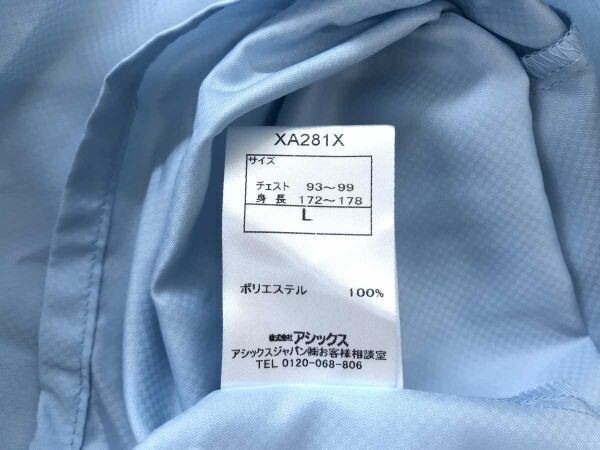 XA281X
サイズ
チェスト 93～99
身長 172～178
L
ポリエステル 100%
株式会社アシックス
アシックスジャパン㈱お客様相談室
TEL 0120-068-806